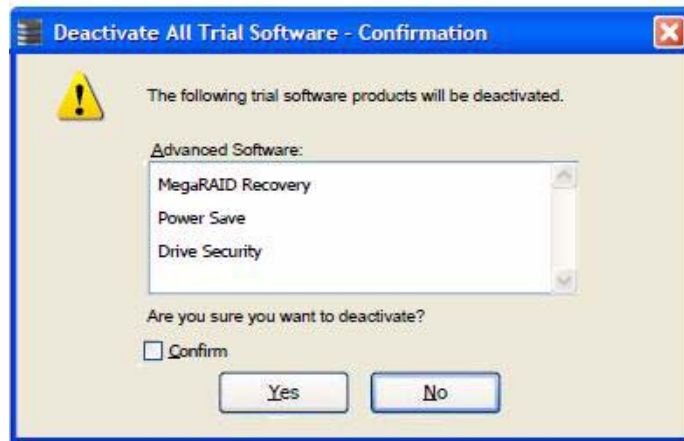 Deactivate All Trial Software - Confirmation
The following trial software products will be deactivated.
Advanced Software:
MegaRAID Recovery
Power Save
Drive Security
Are you sure you want to deactivate?
Confirm
Yes
No